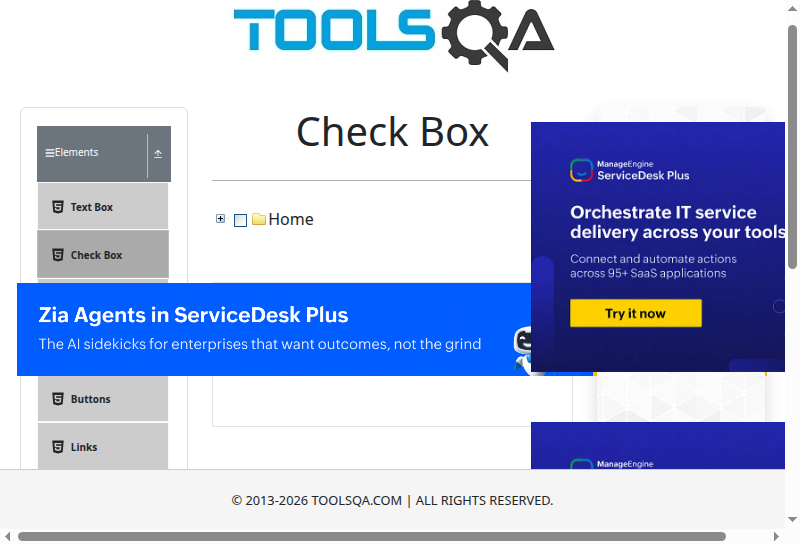 TOOLSQA
Check Box
Elements
Text Box
Check Box
Home
ManageEngine
ServiceDesk Plus
Orchestrate IT service
delivery across your tools
Connect and automate actions
across 95+ SaaS applications
Try it now
Zia Agents in ServiceDesk Plus
The AI sidekicks for enterprises that want outcomes, not the grind
Buttons
Links
ManageEngine
© 2013-2026 TOOLSQA.COM | ALL RIGHTS RESERVED.